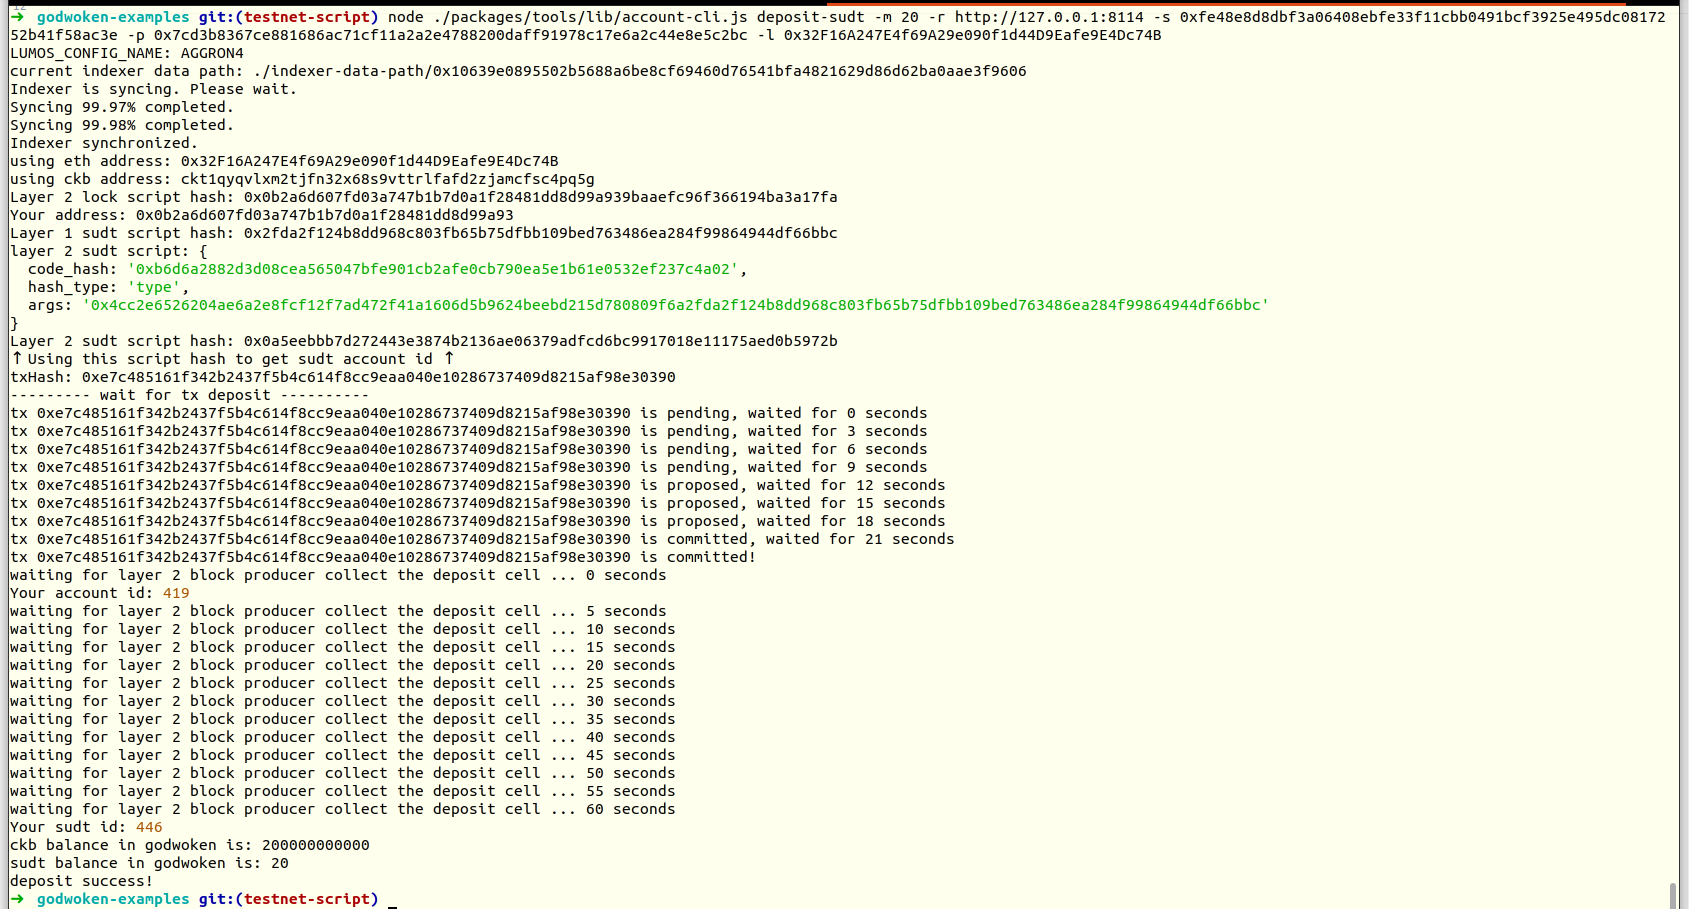 ➜ godwoken-examples git:(testnet-script) node ./packages/tools/lib/account-cli.js deposit-sudt -m 20 -r http://127.0.0.1:8114 -s 0xfe48e8d8dbf3a06408ebfe33f11cbb0491bcf3925e495dc08172
52b41f58ac3e -p 0x7cd3b8367ce881686ac71cf11a2a2e4788200daff91978c17e6a2c44e8e5c2bc -l 0x32F16A247E4f69A29e090f1d44D9Eafe9E4Dc74B
LUMOS_CONFIG_NAME: AGGRON4
current indexer data path: ./indexer-data-path/0x10639e0895502b5688a6be8cf69460d76541bfa4821629d86d62ba0aae3f9606
Indexer is syncing. Please wait.
Syncing 99.97% completed.
Syncing 99.98% completed.
Indexer synchronized.
using eth address: 0x32F16A247E4f69A29e090f1d44D9Eafe9E4Dc74B
using ckb address: ckt1qyqvlxm2tjfn32x68s9vttrlfafd2zjamcfsc4pq5g
Layer 2 lock script hash: 0x0b2a6d607fd03a747b1b7d0a1f28481dd8d99a939baaefc96f366194ba3a17fa
Your address: 0x0b2a6d607fd03a747b1b7d0a1f28481dd8d99a93
Layer 1 sudt script hash: 0x2fda2f124b8dd968c803fb65b75dfbb109bed763486ea284f99864944df66bbc
layer 2 sudt script: {
  code_hash: '0xb6d6a2882d3d08cea565047bfe901cb2afe0cb790ea5e1b61e0532ef237c4a02',
  hash_type: 'type',
  args: '0x4cc2e6526204ae6a2e8fcf12f7ad472f41a1606d5b9624beebd215d780809f6a2fda2f124b8dd968c803fb65b75dfbb109bed763486ea284f99864944df66bbc'
}
Layer 2 sudt script hash: 0x0a5eebbb7d272443e3874b2136ae06379adfcd6bc9917018e11175aed0b5972b
↑Using this script hash to get sudt account id ↑
txHash: 0xe7c485161f342b2437f5b4c614f8cc9eaa040e10286737409d8215af98e30390
--------- wait for tx deposit ----------
tx 0xe7c485161f342b2437f5b4c614f8cc9eaa040e10286737409d8215af98e30390 is pending, waited for 0 seconds
tx 0xe7c485161f342b2437f5b4c614f8cc9eaa040e10286737409d8215af98e30390 is pending, waited for 3 seconds
tx 0xe7c485161f342b2437f5b4c614f8cc9eaa040e10286737409d8215af98e30390 is pending, waited for 6 seconds
tx 0xe7c485161f342b2437f5b4c614f8cc9eaa040e10286737409d8215af98e30390 is pending, waited for 9 seconds
tx 0xe7c485161f342b2437f5b4c614f8cc9eaa040e10286737409d8215af98e30390 is proposed, waited for 12 seconds
tx 0xe7c485161f342b2437f5b4c614f8cc9eaa040e10286737409d8215af98e30390 is proposed, waited for 15 seconds
tx 0xe7c485161f342b2437f5b4c614f8cc9eaa040e10286737409d8215af98e30390 is proposed, waited for 18 seconds
tx 0xe7c485161f342b2437f5b4c614f8cc9eaa040e10286737409d8215af98e30390 is committed, waited for 21 seconds
tx 0xe7c485161f342b2437f5b4c614f8cc9eaa040e10286737409d8215af98e30390 is committed!
waiting for layer 2 block producer collect the deposit cell ... 0 seconds
Your account id: 419
waiting for layer 2 block producer collect the deposit cell ... 5 seconds
waiting for layer 2 block producer collect the deposit cell ... 10 seconds
waiting for layer 2 block producer collect the deposit cell ... 15 seconds
waiting for layer 2 block producer collect the deposit cell ... 20 seconds
waiting for layer 2 block producer collect the deposit cell ... 25 seconds
waiting for layer 2 block producer collect the deposit cell ... 30 seconds
waiting for layer 2 block producer collect the deposit cell ... 35 seconds
waiting for layer 2 block producer collect the deposit cell ... 40 seconds
waiting for layer 2 block producer collect the deposit cell ... 45 seconds
waiting for layer 2 block producer collect the deposit cell ... 50 seconds
waiting for layer 2 block producer collect the deposit cell ... 55 seconds
waiting for layer 2 block producer collect the deposit cell ... 60 seconds
Your sudt id: 446
ckb balance in godwoken is: 200000000000
sudt balance in godwoken is: 20
deposit success!
➜ godwoken-examples git:(testnet-script)